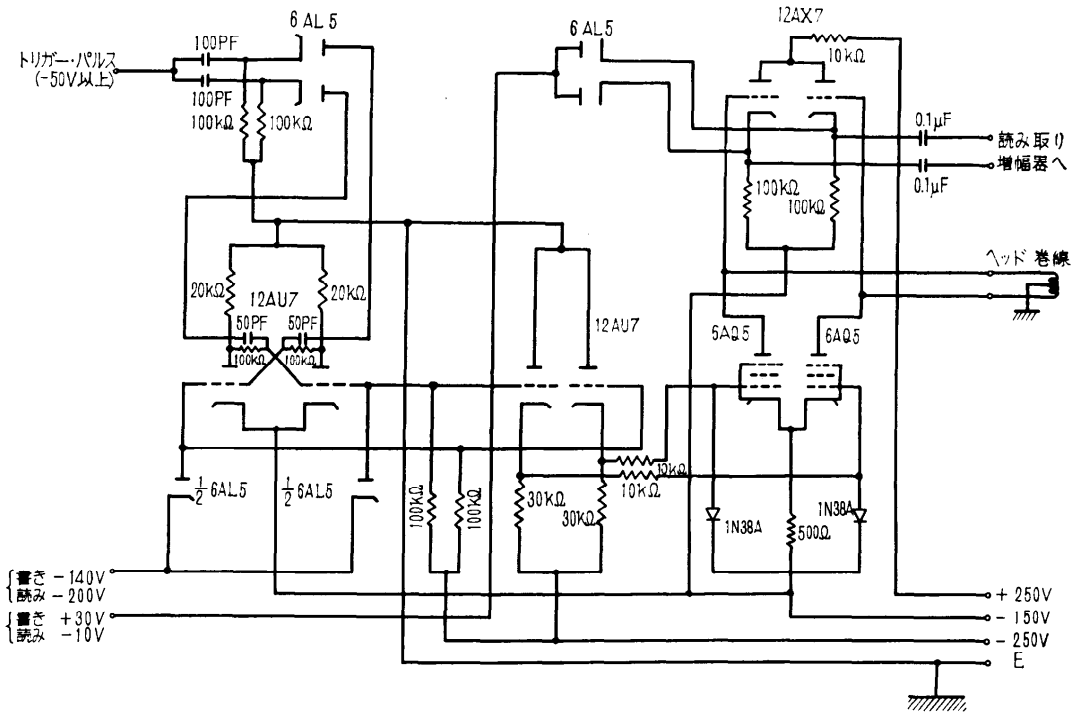 6AL5
100PF
トリガー・パルス
(-50V以上)
100PF
100kΩ
100kΩ
6AL5
12AX7
10kΩ
0.1μF
読み取り
増幅器へ
0.1μF
100kΩ
100kΩ
ヘッド巻線
20kΩ
12AU7
20kΩ
50PF
50PF
100kΩ
100kΩ
12AU7
6AQ5
6AQ5
1/2 6AL5
1/2 6AL5
100kΩ
100kΩ
30kΩ
30kΩ
10kΩ
10kΩ
1N38A
500Ω
1N38A
書き -140V
読み -200V
書き +30V
読み -10V
+250V
-150V
-250V
E